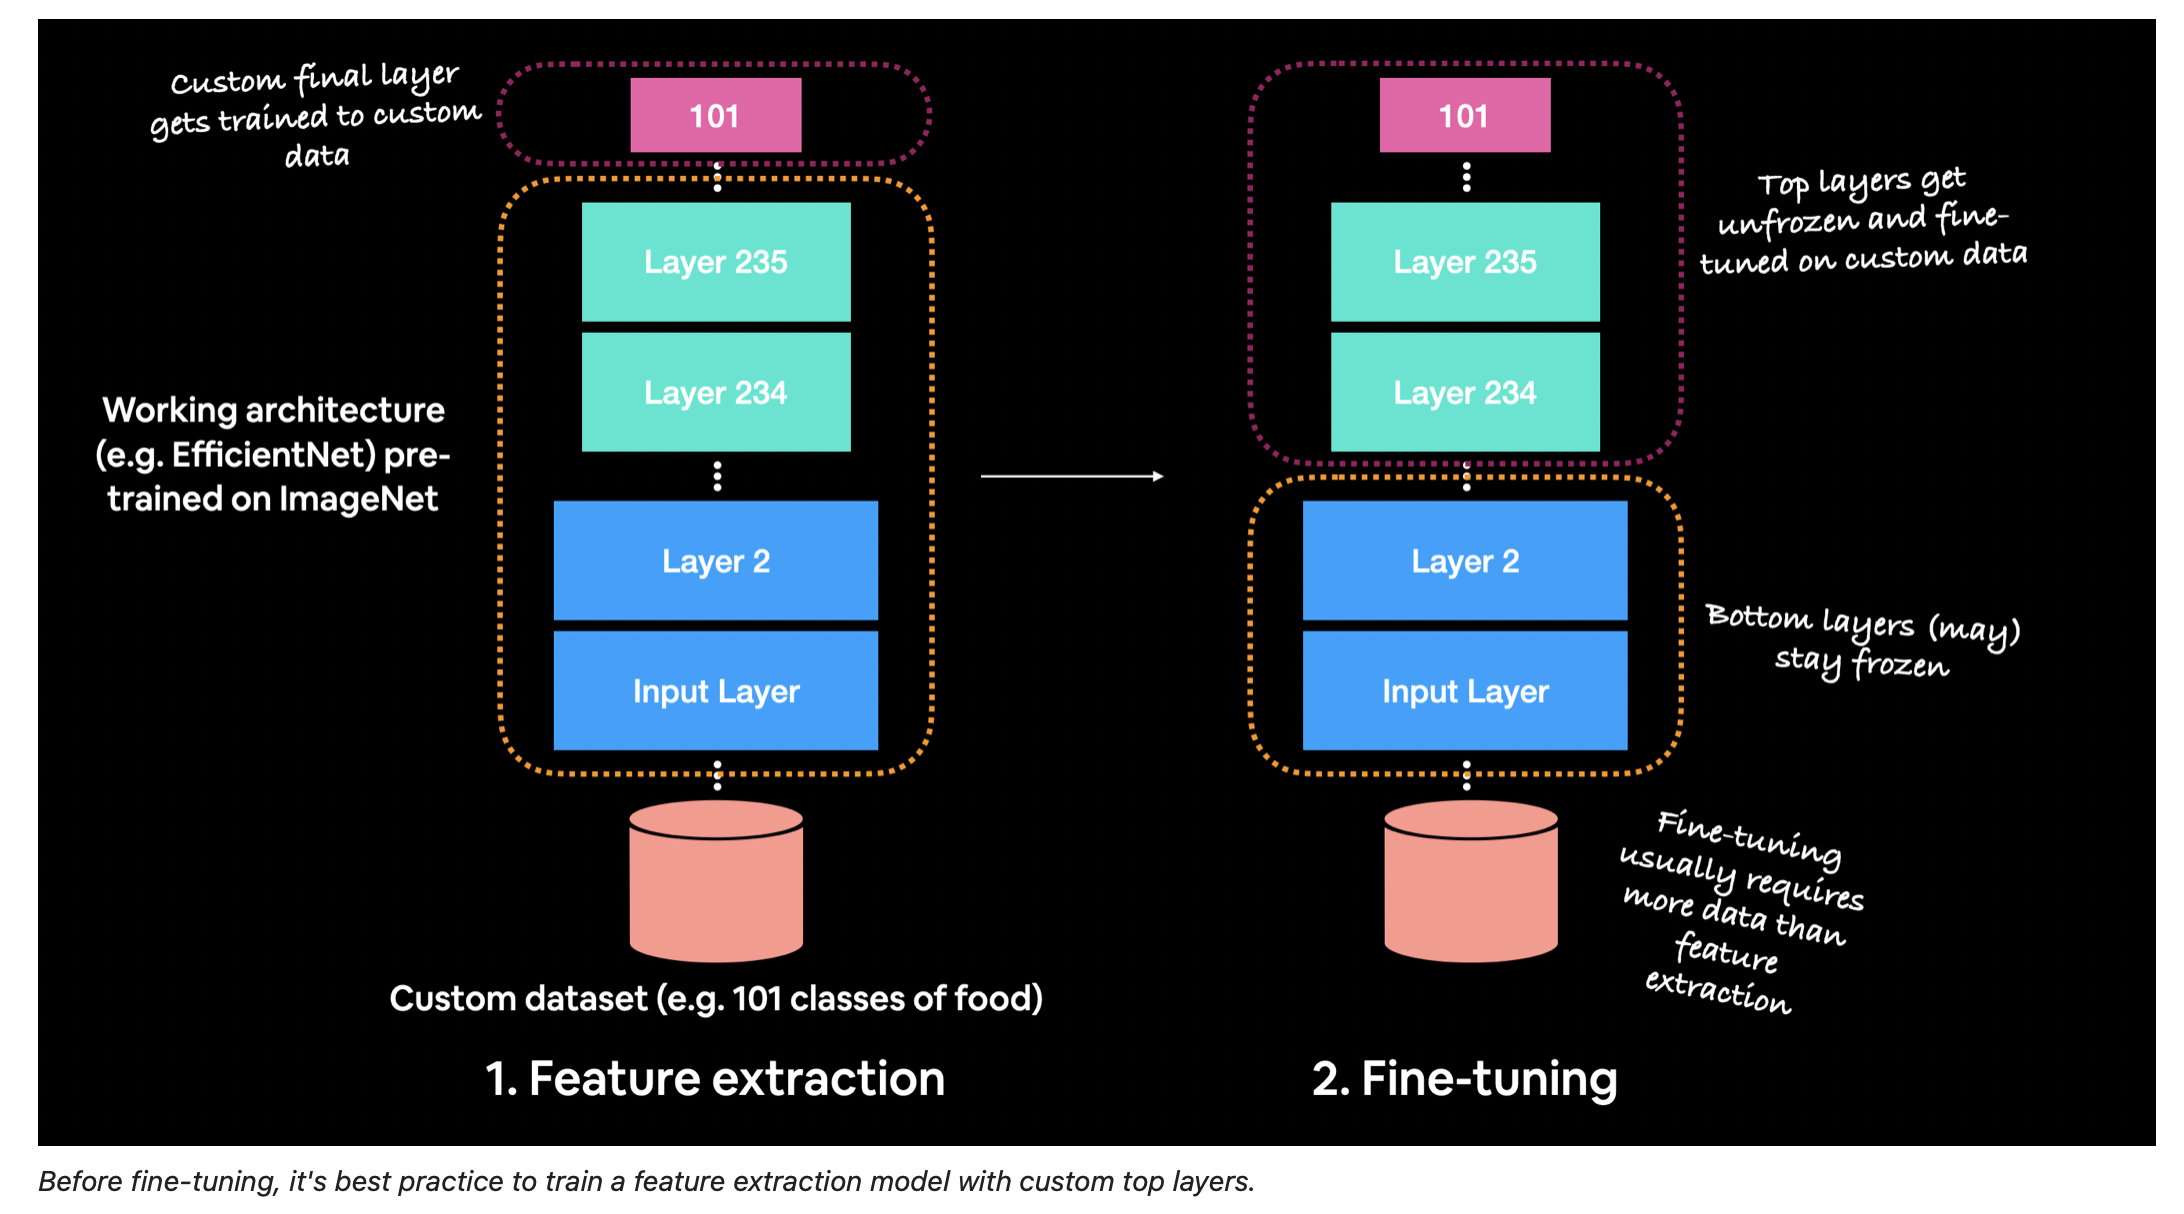 Custom final layer
gets trained to custom
data
101
Layer 235
Layer 234
Working architecture
(e.g. EfficientNet) pre-
trained on ImageNet
Layer 2
Input Layer
Custom dataset (e.g. 101 classes of food)
1. Feature extraction
101
Layer 235
Layer 234
Top layers get
unfrozen and fine-
tuned on custom data
Layer 2
Input Layer
Bottom layers (may)
stay frozen
Fine-tuning
usually requires
more data than
feature
extraction
2. Fine-tuning
Before fine-tuning, it's best practice to train a feature extraction model with custom top layers.